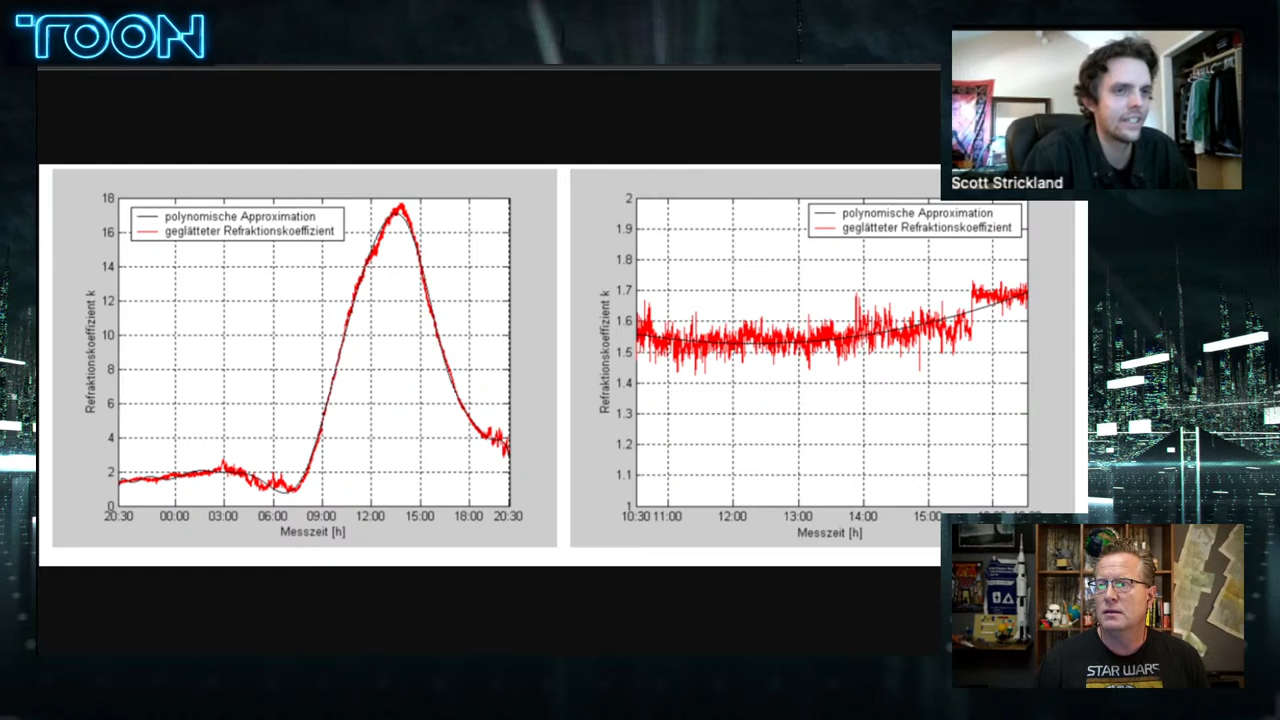 TOON
Scott Strickland
18
16
14
12
10
8
6
4
2
0
Refraktionskoeffizient k
polynomische Approximation
geglätteter Refraktionskoeffizient
20:30 00:00 03:00 06:00 09:00 12:00 15:00 18:00 20:30
Messzeit [h]
2
1.9
1.8
1.7
1.6
1.5
1.4
1.3
1.2
1.1
1
Refraktionskoeffizient k
polynomische Approximation
geglätteter Refraktionskoeffizient
10:30 11:00 12:00 13:00 14:00 15:00
Messzeit [h]
STAR WARS